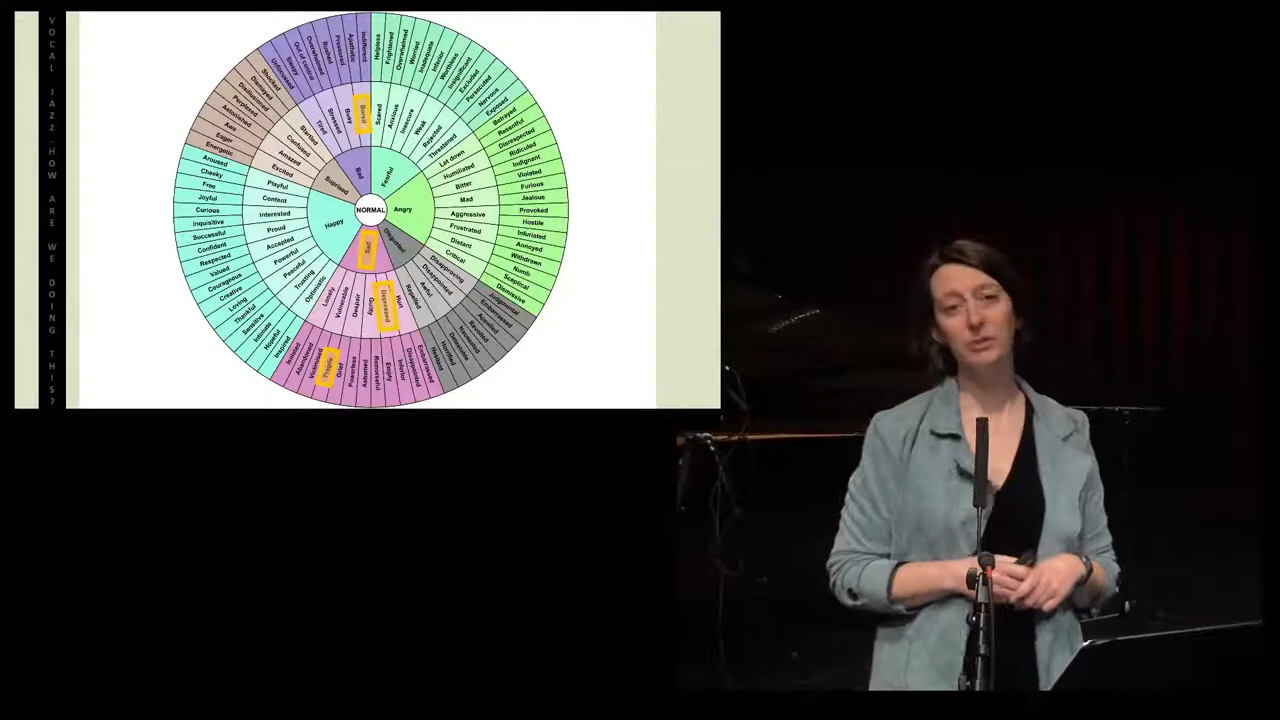 VOCAL JAZZ. HOW ARE WE DOING THIS?
NORMAL
Bad
Fearful
Angry
Disgusted
Sad
Happy
Suprised
Bored
Scared
Anxious
Insecure
Weak
Rejected
Threatened
Let down
Humiliated
Bitter
Mad
Aggressive
Frustrated
Distant
Critical
Disapproving
Disappointed
Awful
Repelled
Hurt
Depressed
Guilty
Despair
Vulnerable
Lonely
Optimistic
Trusting
Peaceful
Powerful
Accepted
Proud
Interested
Content
Playful
Excited
Amazed
Confused
Startled
Tired
Stressed
Busy
Indifferent
Helpless
Frightened
Overwhelmed
Worried
Inadequate
Inferior
Worthless
Insignificant
Excluded
Persecuted
Nervous
Exposed
Betrayed
Resentful
Disrespected
Ridiculed
Indignant
Violated
Furious
Jealous
Provoked
Hostile
Infuriated
Annoyed
Withdrawn
Numb
Sceptical
Dismissive
Judgmental
Embarrassed
Appalled
Revolted
Nauseated
Detestable
Horrified
Hesitant
Embarrassed
Disappointed
Inferior
Empty
Remorseful
Ashamed
Powerless
Grief
Fragile
Victimised
Abandoned
Isolated
Inspired
Hopeful
Intimate
Sensitive
Thankful
Loving
Creative
Courageous
Valued
Respected
Confident
Successful
Inquisitive
Curious
Joyful
Free
Cheeky
Aroused
Energetic
Eager
Awe
Astonished
Perplexed
Disillusioned
Dismayed
Shocked
Unfocussed
Sleepy
Out of control
Overwhelmed
Rushed
Pressured
Apathetic